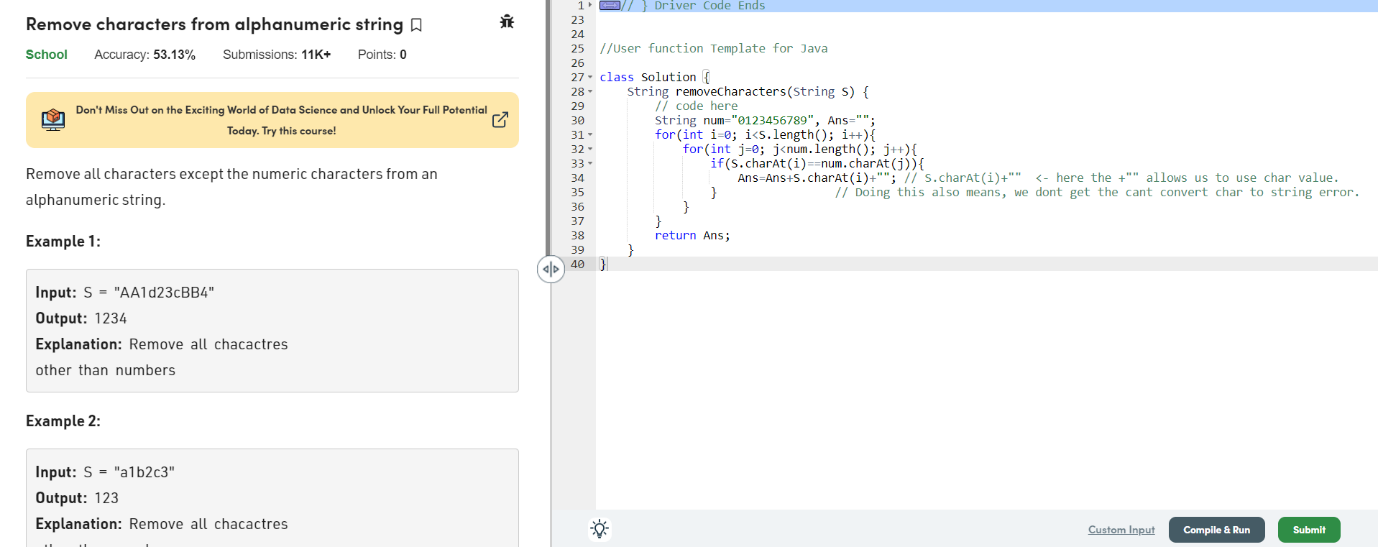 Remove characters from alphanumeric string
School Accuracy: 53.13% Submissions: 11K+ Points: 0
Don't Miss Out on the Exciting World of Data Science and Unlock Your Full Potential
Today. Try this course!
Remove all characters except the numeric characters from an
alphanumeric string.
Example 1:
Input: S = "AA1d23cBB4"
Output: 1234
Explanation: Remove all chacactres
other than numbers
Example 2:
Input: S = "a1b2c3"
Output: 123
Explanation: Remove all chacactres
1 // } Driver Code Ends
23
24
25 //User function Template for Java
26
27 class Solution {
28 String removeCharacters(String S) {
29 // code here
30 String num="0123456789", Ans="";
31 for(int i=0; i<S.length(); i++){
32 for(int j=0; j<num.length(); j++){
33 if(S.charAt(i)==num.charAt(j)){
34 Ans=Ans+S.charAt(i)+""; // S.charAt(i)+"" <- here the +"" allows us to use char value.
35 } // Doing this also means, we dont get the cant convert char to string error.
36 }
37 }
38 return Ans;
39 }
40 }
Custom Input Compile & Run Submit